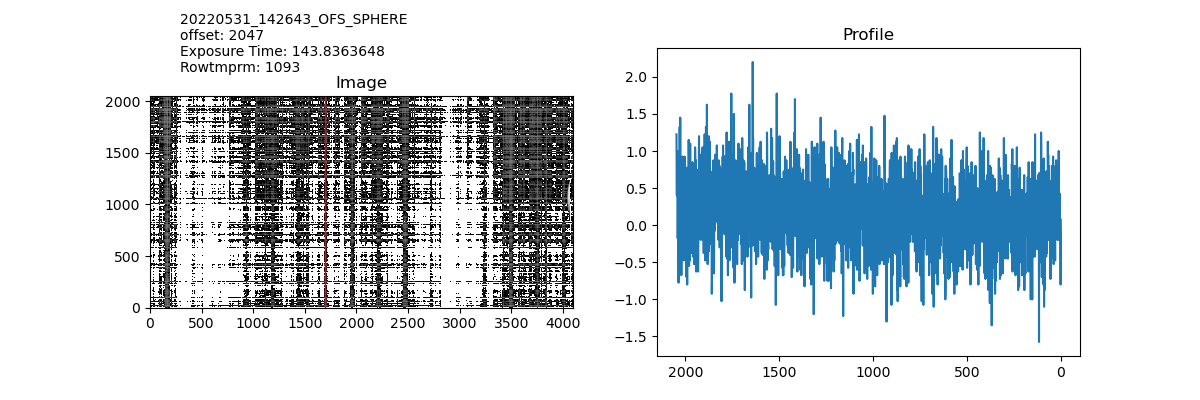 20220531_142643_OFS_SPHERE
offset: 2047
Exposure Time: 143.8363648
Rowtmprm: 1093
Image
2000
1500
1000
500
0
0 500 1000 1500 2000 2500 3000 3500 4000
Profile
2.0
1.5
1.0
0.5
0.0
−0.5
−1.0
−1.5
2000 1500 1000 500 0